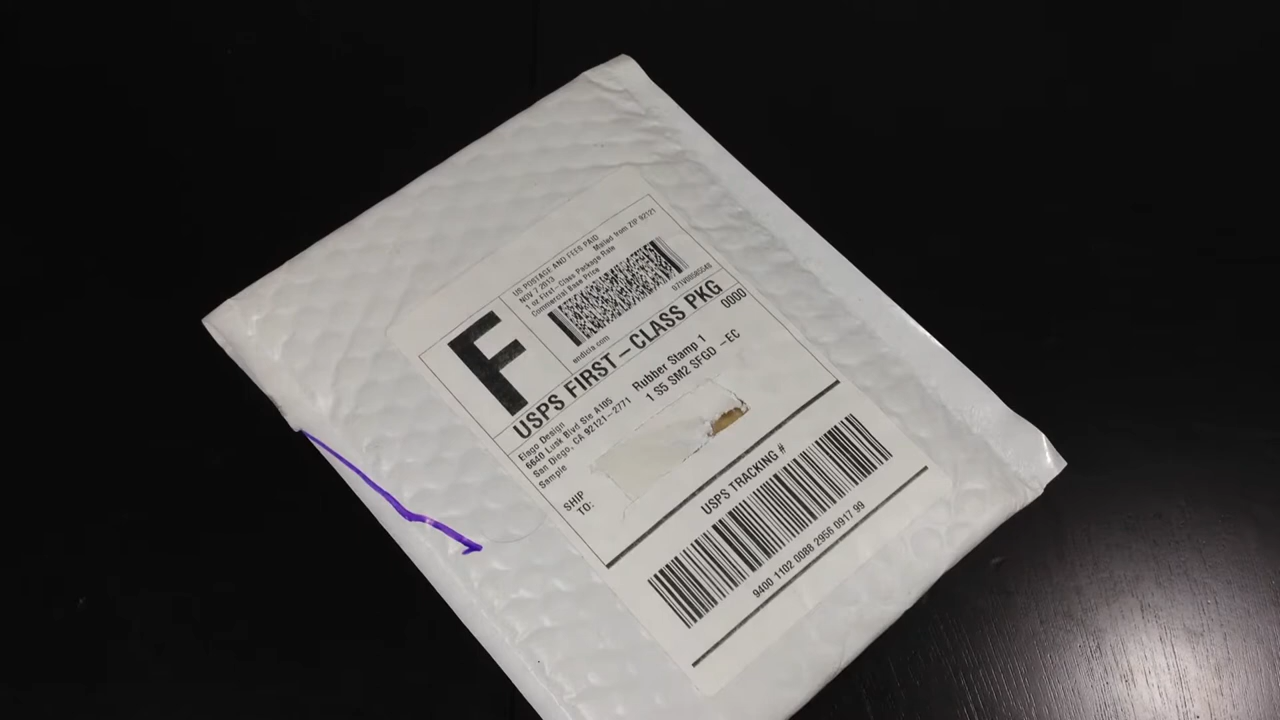 US POSTAGE AND FEES PAID
NOV 7 2013
Mailed from ZIP 92121
1 oz First-Class Package Rate
Commercial Base Price
endicia.com
F
USPS FIRST-CLASS PKG
Elago Design
6640 Lusk Blvd Ste A105
San Diego, CA 92121-2771
Sample
Rubber Stamp 1
0000
1 S5 SM2 SFGD -EC
SHIP
TO:
USPS TRACKING #
9400 1102 0088 2956 0917 99